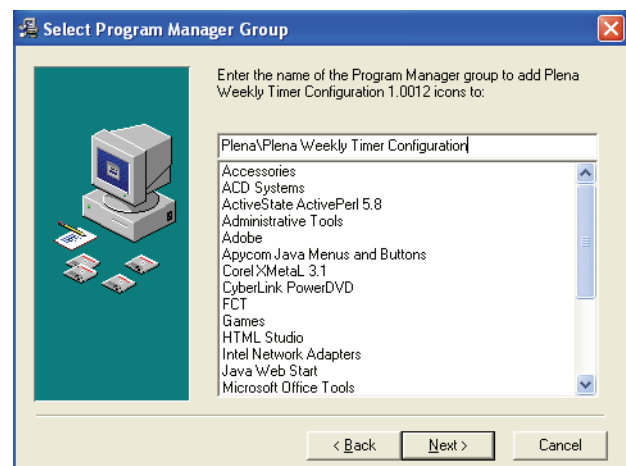 Select Program Manager Group
Enter the name of the Program Manager group to add Plena
Weekly Timer Configuration 1.0012 icons to:
Plena\Plena Weekly Timer Configuration
Accessories
ACD Systems
ActiveState ActivePerl 5.8
Administrative Tools
Adobe
Apycom Java Menus and Buttons
Corel XMetaL 3.1
CyberLink PowerDVD
FCT
Games
HTML Studio
Intel Network Adapters
Java Web Start
Microsoft Office Tools
< Back
Next >
Cancel